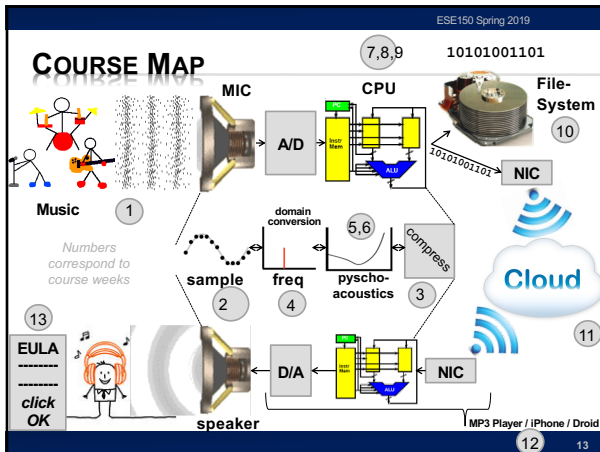 ESE150 Spring 2019
COURSE MAP
7,8,9
10101001101
MIC
CPU
File-
System
10
A/D
PC
Instr
Mem
ALU
10101001101
NIC
Music
1
Numbers
correspond to
course weeks
domain
conversion
5,6
compress
sample
freq
pyscho-
acoustics
2
4
3
Cloud
11
13
EULA
--------
--------
click
OK
D/A
PC
Instr
Mem
ALU
NIC
speaker
MP3 Player / iPhone / Droid
12
13